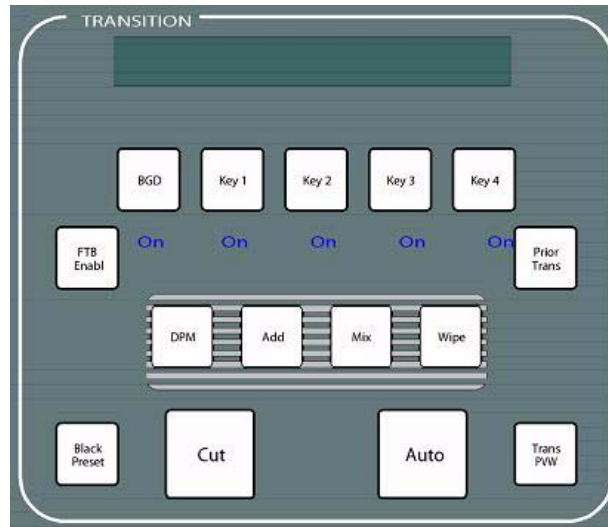 TRANSITION
BGD
Key 1
Key 2
Key 3
Key 4
On
On
On
On
On
FTB
Enabl
Prior
Trans
DPM
Add
Mix
Wipe
Black
Preset
Cut
Auto
Trans
PVW